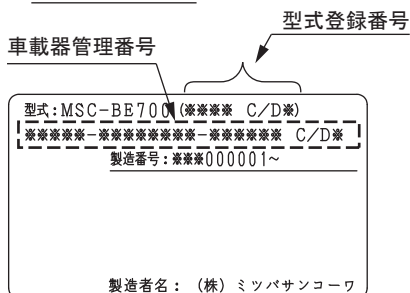 型式登録番号
車載器管理番号
型式:MSC-BE700(※※※※ C/D※)
※※※※※-※※※※※※※※-※※※※※※ C/D※
製造番号:※※※000001~
製造者名: (株) ミツバサンコーワ